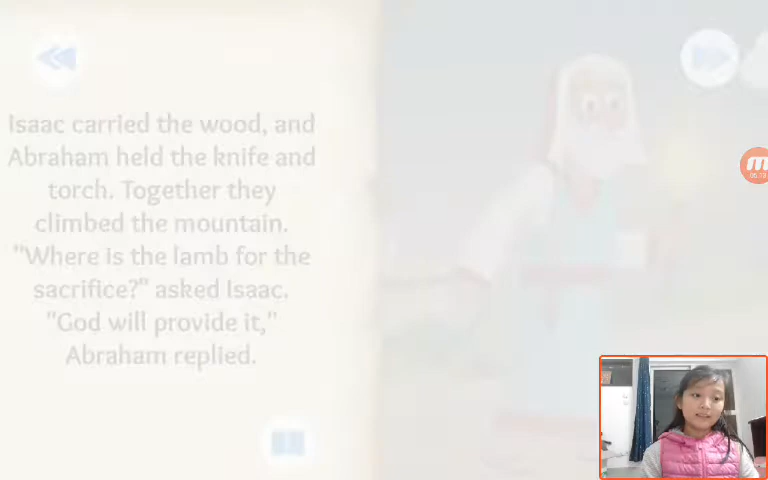 Isaac carried the wood, and
Abraham held the knife and
torch. Together they
climbed the mountain.
"Where is the lamb for the
sacrifice?" asked Isaac.
"God will provide it,"
Abraham replied.